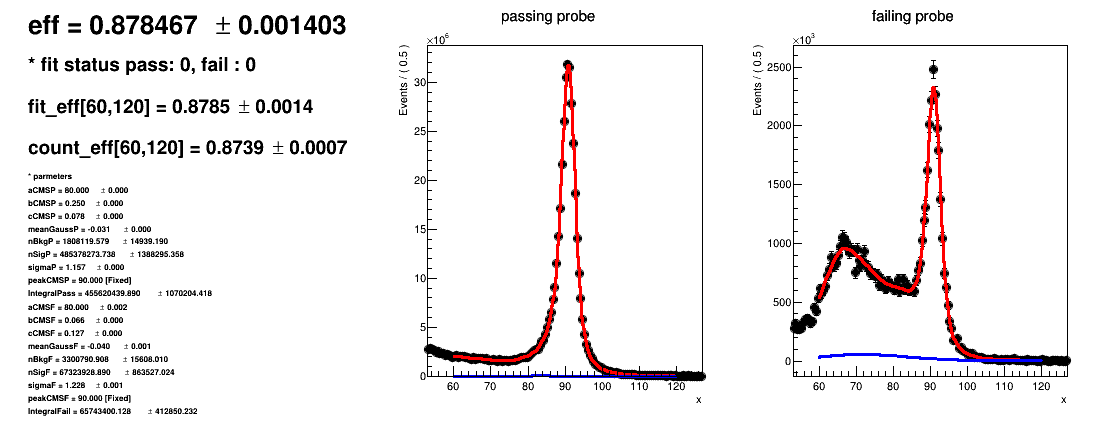 eff = 0.878467 ± 0.001403
* fit status pass: 0, fail : 0
fit_eff[60,120] = 0.8785 ± 0.0014
count_eff[60,120] = 0.8739 ± 0.0007
* parmeters
aCMSP = 80.000 ± 0.000
bCMSP = 0.250 ± 0.000
cCMSP = 0.078 ± 0.000
meanGaussP = -0.031 ± 0.000
nBkgP = 1808119.579 ± 14939.190
nSigP = 485378273.738 ± 1388295.358
sigmaP = 1.157 ± 0.000
peakCMSP = 90.000 [Fixed]
IntegralPass = 455620439.890 ± 1070204.418
aCMSF = 80.000 ± 0.002
bCMSF = 0.066 ± 0.000
cCMSF = 0.127 ± 0.000
meanGaussF = -0.040 ± 0.001
nBkgF = 3300790.908 ± 15608.010
nSigF = 67323928.890 ± 863527.024
sigmaF = 1.228 ± 0.001
peakCMSF = 90.000 [Fixed]
IntegralFail = 65743400.128 ± 412850.232
passing probe
×10⁶
Events / ( 0.5 )
30
25
20
15
10
5
0
60 70 80 90 100 110 120
x
failing probe
×10³
Events / ( 0.5 )
2500
2000
1500
1000
500
0
60 70 80 90 100 110 120
x